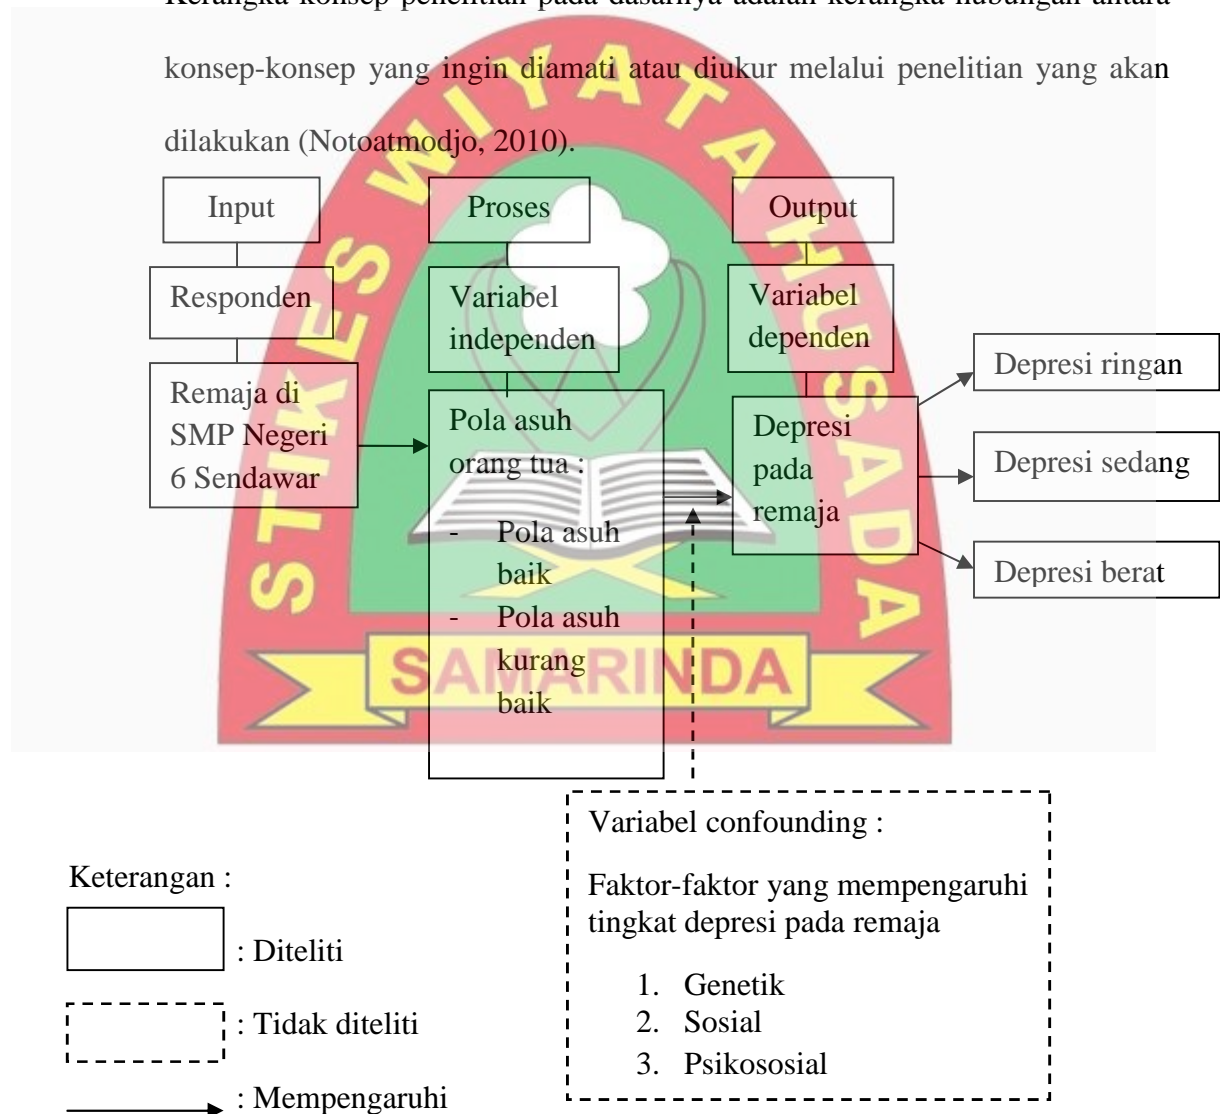 Kerangka konsep penelitian pada dasarnya adalah kerangka hubungan antara
konsep-konsep yang ingin diamati atau diukur melalui penelitian yang akan
dilakukan (Notoatmodjo, 2010).
STIKES WIYATA HUSADA
SAMARINDA
Input
Responden
Remaja di
SMP Negeri
6 Sendawar
Proses
Variabel
independen
Pola asuh
orang tua :
- Pola asuh
baik
- Pola asuh
kurang
baik
Output
Variabel
dependen
Depresi
pada
remaja
Depresi ringan
Depresi sedang
Depresi berat
Variabel confounding :
Faktor-faktor yang mempengaruhi
tingkat depresi pada remaja
1. Genetik
2. Sosial
3. Psikososial
Keterangan :
: Diteliti
: Tidak diteliti
: Mempengaruhi